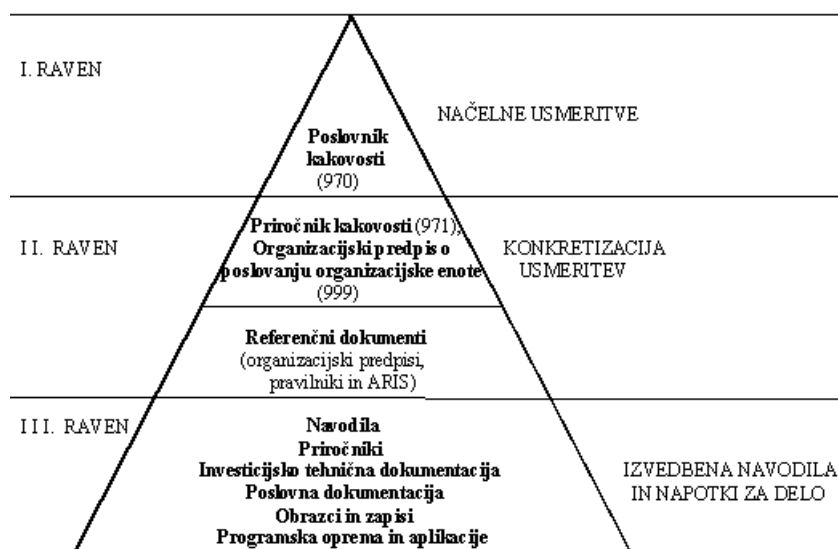 I. RAVEN
NAČELNE USMERITVE
Poslovnik
kakovosti
(970)
II. RAVEN
Priročnik kakovosti (971),
Organizacijski predpis o
poslovanju organizacijske enote
(999)
KONKRETIZACIJA
USMERITEV
Referenčni dokumenti
(organizacijski predpisi,
pravilniki in ARIS)
III. RAVEN
Navodila
Priročniki
Investicijsko tehnična dokumentacija
Poslovna dokumentacija
Obrazci in zapisi
Programska oprema in aplikacije
IZVEDBENA NAVODILA
IN NAPOTKI ZA DELO